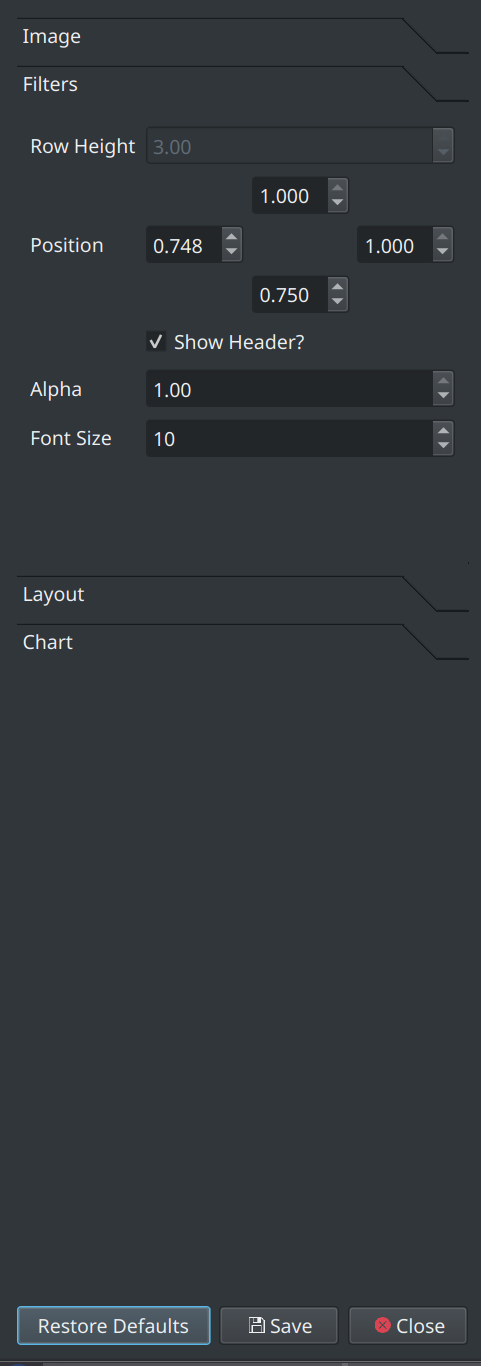 Image
Filters
Row Height 3.00
1.000
Position 0.748 1.000
0.750
Show Header?
Alpha 1.00
Font Size 10
Layout
Chart
Restore Defaults Save Close